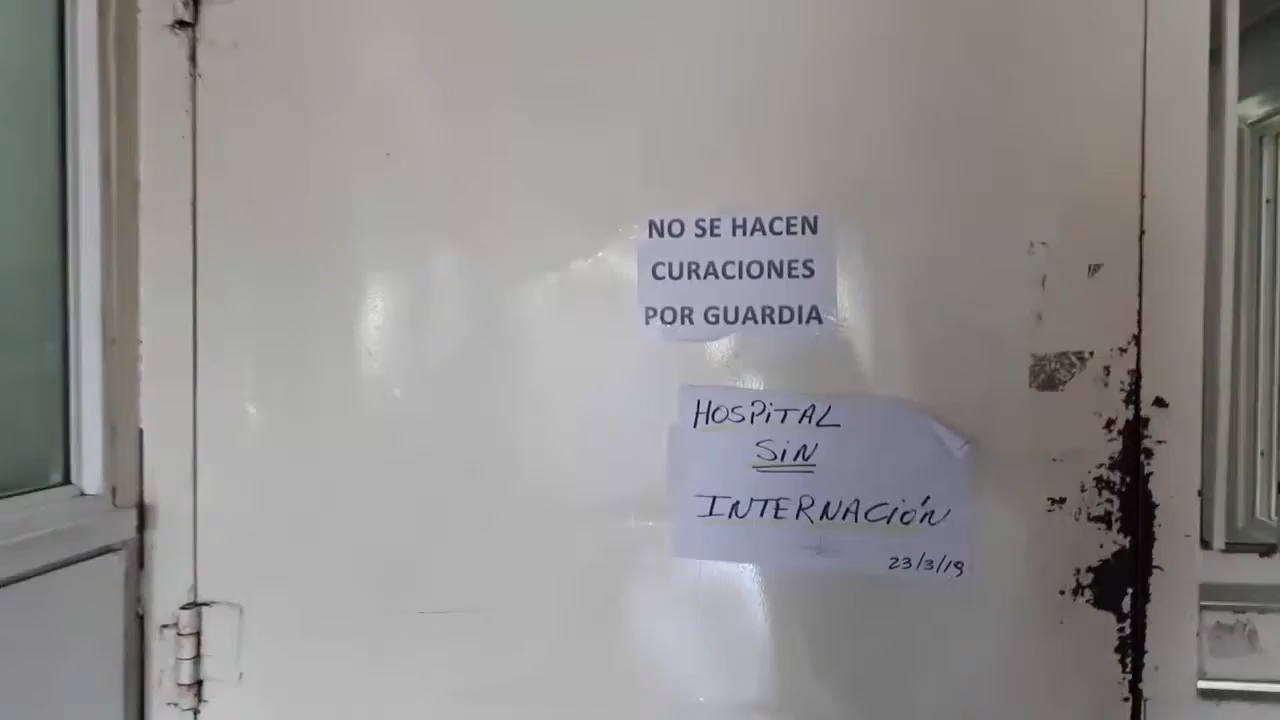 NO SE HACEN
CURACIONES
POR GUARDIA
HOSPiTAL
SiN
INTERNACióN
23/3/19